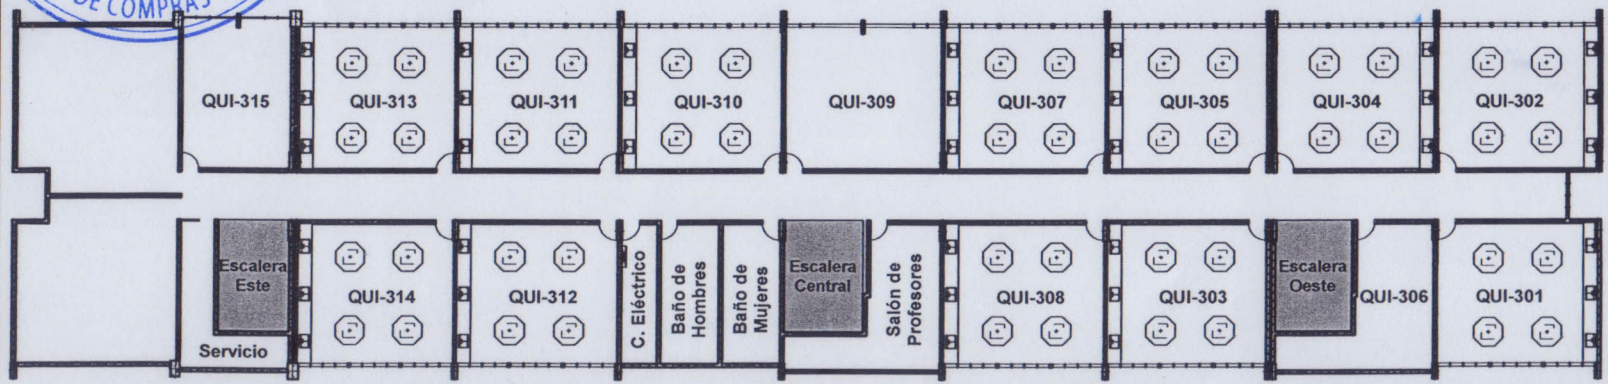 DE COMPRAS
QUI-315
QUI-313
QUI-311
QUI-310
QUI-309
QUI-307
QUI-305
QUI-304
QUI-302
Escalera
Este
Servicio
QUI-314
QUI-312
C. Eléctrico
Baño de
Hombres
Baño de
Mujeres
Escalera
Central
Salón de
Profesores
QUI-308
QUI-303
Escalera
Oeste
QUI-306
QUI-301